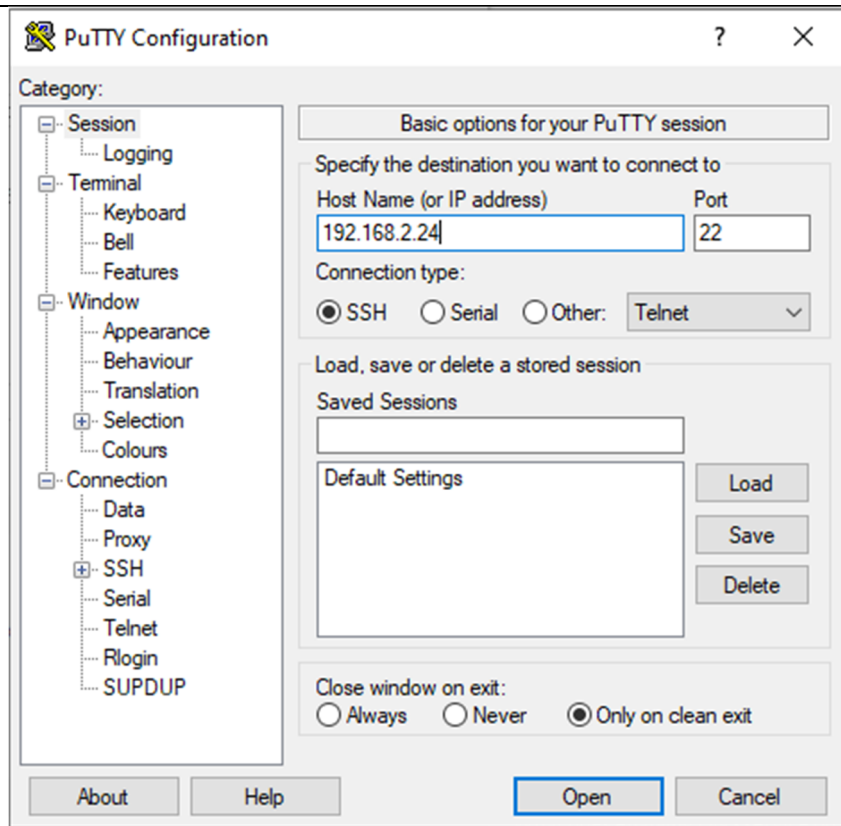 PuTTY Configuration
?
Category:
Session
Logging
Terminal
Keyboard
Bell
Features
Window
Appearance
Behaviour
Translation
Selection
Colours
Connection
Data
Proxy
SSH
Serial
Telnet
Rlogin
SUPDUP
Basic options for your PuTTY session
Specify the destination you want to connect to
Host Name (or IP address) Port
192.168.2.24 22
Connection type:
SSH Serial Other: Telnet
Load, save or delete a stored session
Saved Sessions
Default Settings
Load
Save
Delete
Close window on exit:
Always Never Only on clean exit
About Help Open Cancel